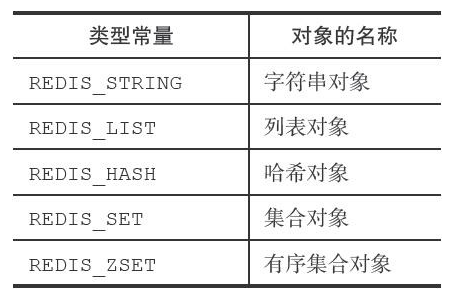 类型常量 对象的名称
REDIS_STRING 字符串对象
REDIS_LIST 列表对象
REDIS_HASH 哈希对象
REDIS_SET 集合对象
REDIS_ZSET 有序集合对象